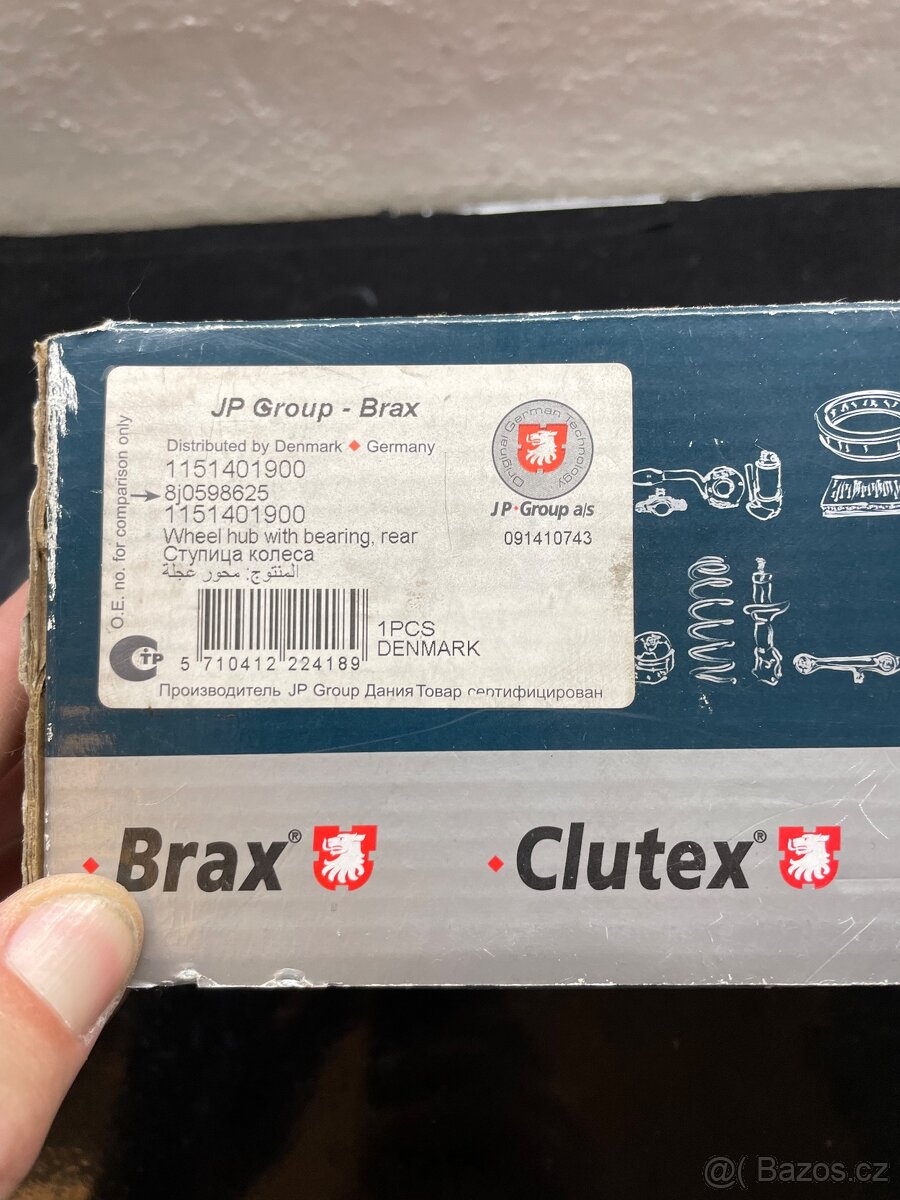 JP Group - Brax
Distributed by Denmark ♦ Germany
1151401900
8j0598625
1151401900
Wheel hub with bearing, rear
Ступица колеса
المنتوج: محور عجلة
O.E. no. for comparison only
Original German Technology
JP•Group a/s
091410743
5 710412 224189
1PCS
DENMARK
СТР
Производитель JP Group Дания Товар сертифицирован
Brax®
Clutex®
@( Bazos.cz